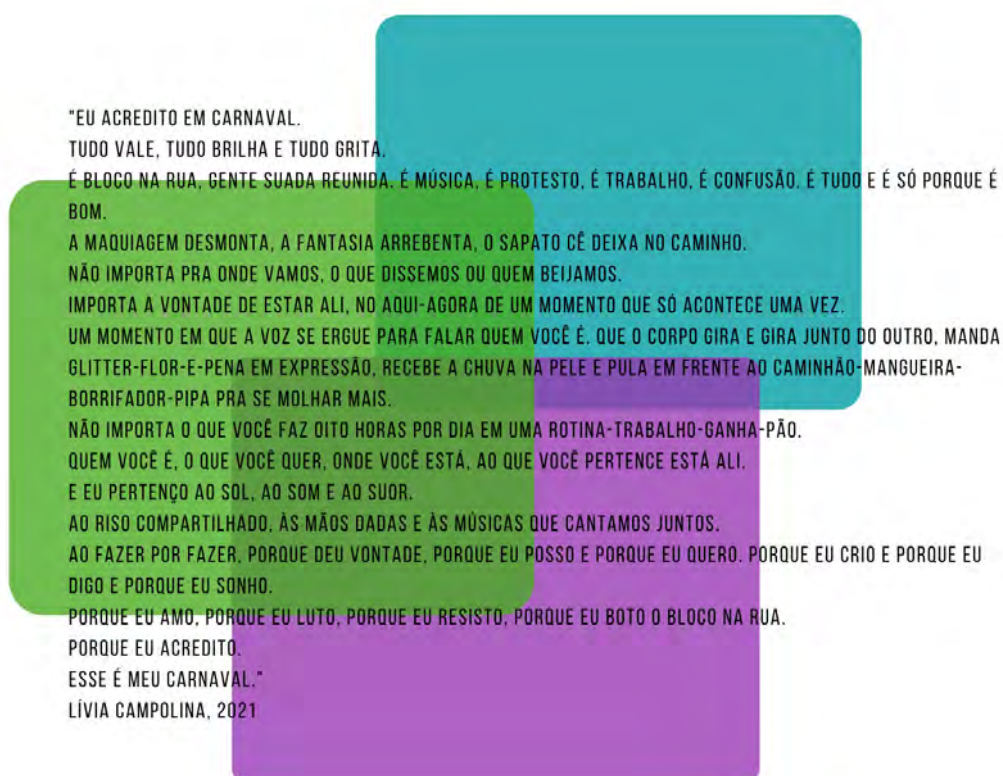 "EU ACREDITO EM CARNAVAL.
TUDO VALE, TUDO BRILHA E TUDO GRITA.
É BLOCO NA RUA, GENTE SUADA REUNIDA. É MÚSICA, É PROTESTO, É TRABALHO, É CONFUSÃO. É TUDO E É SÓ PORQUE É
BOM.
A MAQUIAGEM DESMONTA, A FANTASIA ARREBENTA, O SAPATO CÊ DEIXA NO CAMINHO.
NÃO IMPORTA PRA ONDE VAMOS, O QUE DISSEMOS OU QUEM BEIJAMOS.
IMPORTA A VONTADE DE ESTAR ALI, NO AQUI-AGORA DE UM MOMENTO QUE SÓ ACONTECE UMA VEZ.
UM MOMENTO EM QUE A VOZ SE ERGUE PARA FALAR QUEM VOCÊ É. QUE O CORPO GIRA E GIRA JUNTO DO OUTRO, MANDA
GLITTER-FLOR-E-PENA EM EXPRESSÃO, RECEBE A CHUVA NA PELE E PULA EM FRENTE AO CAMINHÃO-MANGUEIRA-
BORRIFADOR-PIPA PRA SE MOLHAR MAIS.
NÃO IMPORTA O QUE VOCÊ FAZ OITO HORAS POR DIA EM UMA ROTINA-TRABALHO-GANHA-PÃO.
QUEM VOCÊ É, O QUE VOCÊ QUER, ONDE VOCÊ ESTÁ, AO QUE VOCÊ PERTENCE ESTÁ ALI.
E EU PERTENÇO AO SOL, AO SOM E AO SUOR.
AO RISO COMPARTILHADO, ÀS MÃOS DADAS E ÀS MÚSICAS QUE CANTAMOS JUNTOS.
AO FAZER POR FAZER, PORQUE DEU VONTADE, PORQUE EU POSSO E PORQUE EU QUERO. PORQUE EU CRIO E PORQUE EU
DIGO E PORQUE EU SONHO.
PORQUE EU AMO, PORQUE EU LUTO, PORQUE EU RESISTO, PORQUE EU BOTO O BLOCO NA RUA.
PORQUE EU ACREDITO.
ESSE É MEU CARNAVAL."
LÍVIA CAMPOLINA, 2021